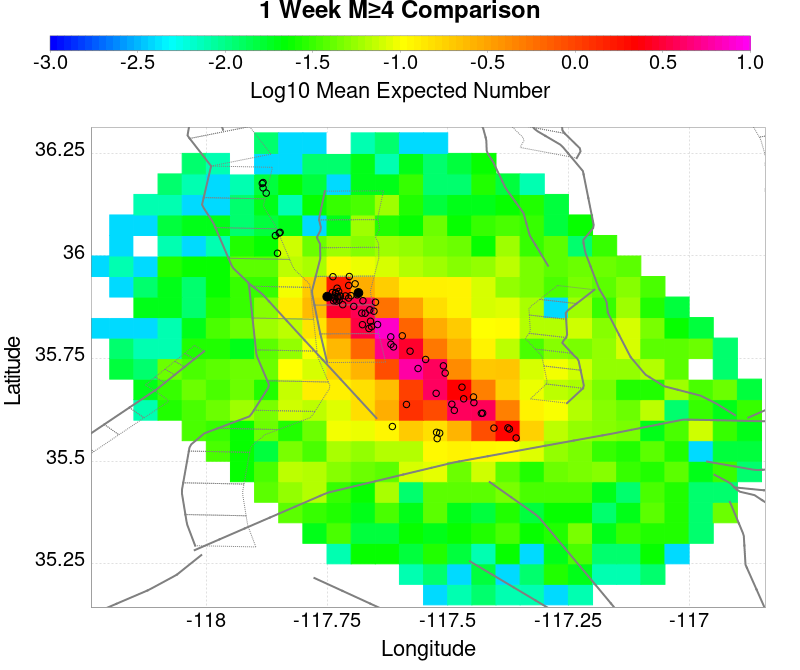 1 Week M≥4 Comparison
-3.0 -2.5 -2.0 -1.5 -1.0 -0.5 0.0 0.5 1.0
Log10 Mean Expected Number
36.25
36
35.75
35.5
35.25
Latitude
-118 -117.75 -117.5 -117.25 -117
Longitude